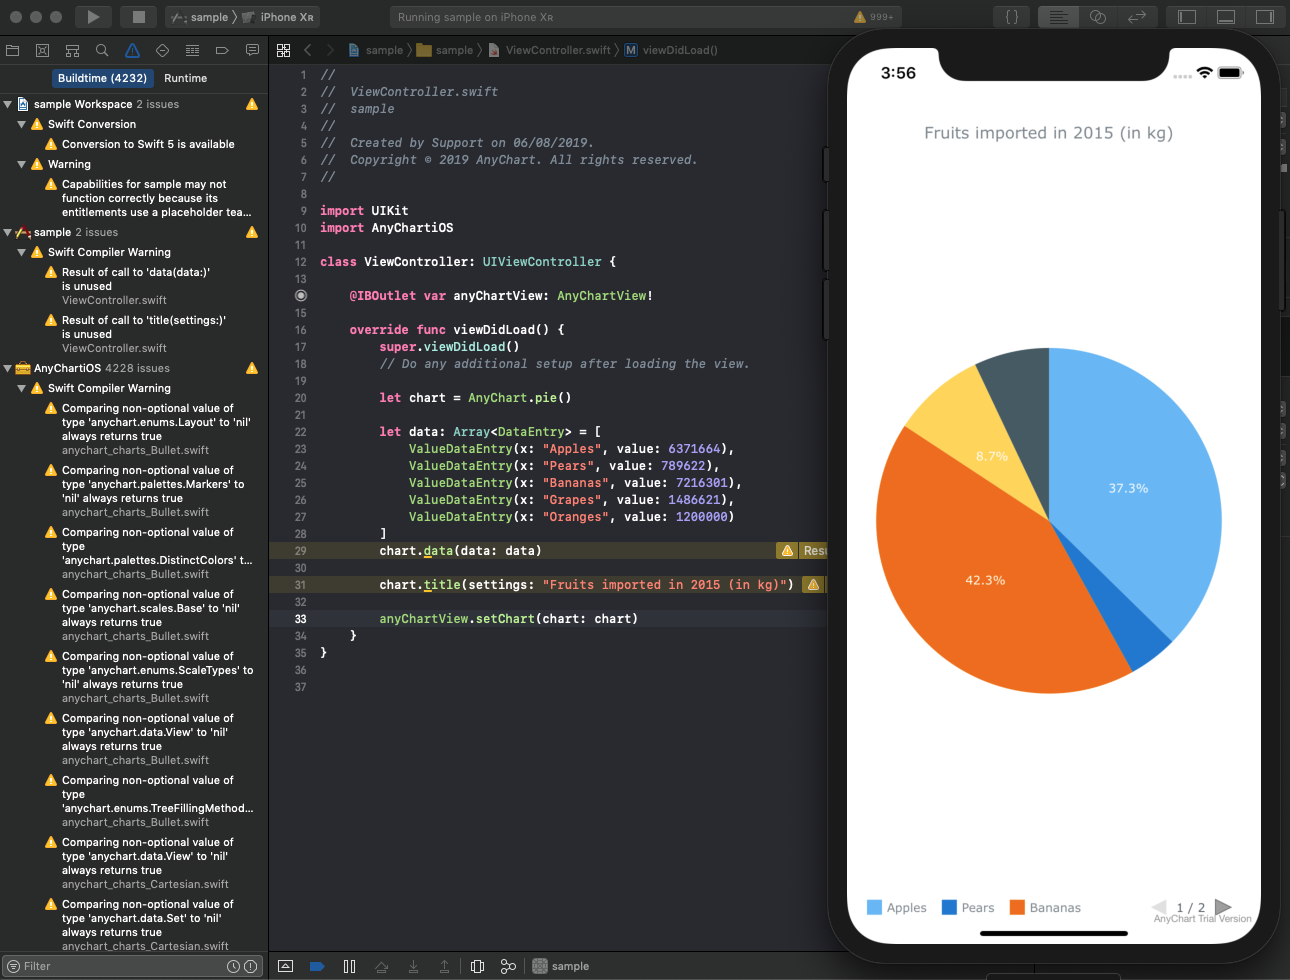 sample
iPhone XR
Running sample on iPhone XR
999+
{ }
Buildtime (4232)
Runtime
sample Workspace 2 issues
Swift Conversion
Conversion to Swift 5 is available
Warning
Capabilities for sample may not
function correctly because its
entitlements use a placeholder tea...
sample 2 issues
Swift Compiler Warning
Result of call to 'data(data:)'
is unused
ViewController.swift
Result of call to 'title(settings:)'
is unused
ViewController.swift
AnyChartiOS 4228 issues
Swift Compiler Warning
Comparing non-optional value of
type 'anychart.enums.Layout' to 'nil'
always returns true
anychart_charts_Bullet.swift
Comparing non-optional value of
type 'anychart.palettes.Markers' to
'nil' always returns true
anychart_charts_Bullet.swift
Comparing non-optional value of
type
'anychart.palettes.DistinctColors' t...
anychart_charts_Bullet.swift
Comparing non-optional value of
type 'anychart.scales.Base' to 'nil'
always returns true
anychart_charts_Bullet.swift
Comparing non-optional value of
type 'anychart.enums.ScaleTypes' to
'nil' always returns true
anychart_charts_Bullet.swift
Comparing non-optional value of
type 'anychart.data.View' to 'nil'
always returns true
anychart_charts_Bullet.swift
Comparing non-optional value of
type
'anychart.enums.TreeFillingMethod...
anychart_charts_Bullet.swift
Comparing non-optional value of
type 'anychart.data.View' to 'nil'
always returns true
anychart_charts_Cartesian.swift
Comparing non-optional value of
type 'anychart.data.Set' to 'nil'
always returns true
anychart_charts_Cartesian.swift
Filter
sample
sample
ViewController.swift
M viewDidLoad()
1 //
2 //  ViewController.swift
3 //  sample
4 //
5 //  Created by Support on 06/08/2019.
6 //  Copyright © 2019 AnyChart. All rights reserved.
7 //
8
9 import UIKit
10 import AnyChartiOS
11
12 class ViewController: UIViewController {
13
@IBOutlet var anyChartView: AnyChartView!
15
16 override func viewDidLoad() {
17 super.viewDidLoad()
18 // Do any additional setup after loading the view.
19
20 let chart = AnyChart.pie()
21
22 let data: Array<DataEntry> = [
23 ValueDataEntry(x: "Apples", value: 6371664),
24 ValueDataEntry(x: "Pears", value: 789622),
25 ValueDataEntry(x: "Bananas", value: 7216301),
26 ValueDataEntry(x: "Grapes", value: 1486621),
27 ValueDataEntry(x: "Oranges", value: 1200000)
28 ]
29 chart.data(data: data)
30
31 chart.title(settings: "Fruits imported in 2015 (in kg)")
32
33 anyChartView.setChart(chart: chart)
34 }
35 }
36
37
sample
3:56
Fruits imported in 2015 (in kg)
8.7%
37.3%
42.3%
Apples
Pears
Bananas
1 / 2
AnyChart Trial Version